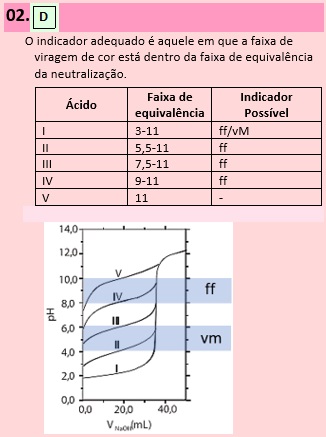 02. D
O indicador adequado é aquele em que a faixa de
viragem de cor está dentro da faixa de equivalência
da neutralização.
Ácido Faixa de equivalência Indicador Possível
I 3-11 ff/vM
II 5,5-11 ff
III 7,5-11 ff
IV 9-11 ff
V 11 -
14,0
12,0
10,0
8,0
6,0
4,0
2,0
0,0
pH
V
IV
III
II
I
ff
vm
0,0 20,0 40,0
V NaOH (mL)